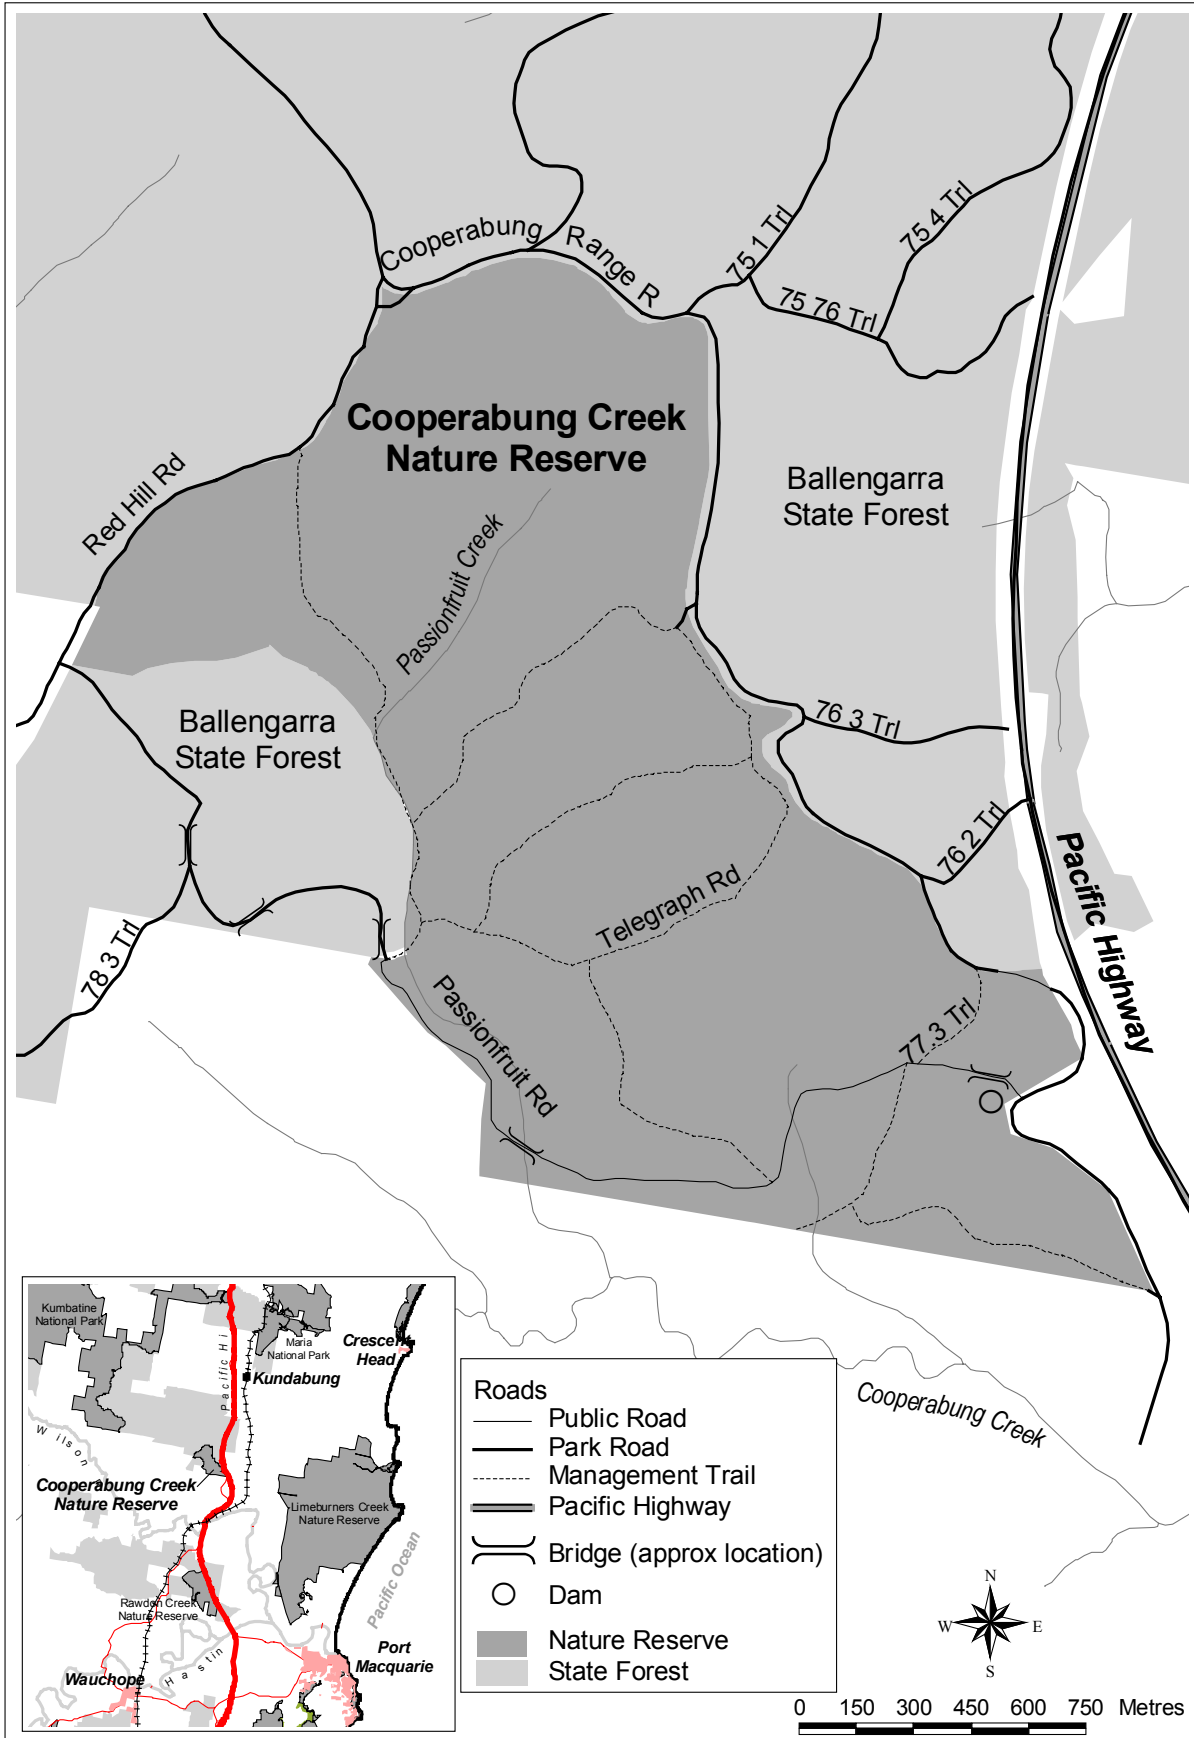 Cooperabung Range R
75 1 Trl
75 4 Trl
75 76 Trl
Cooperabung Creek
Nature Reserve
Red Hill Rd
Ballengarra
State Forest
Passionfruit Creek
Ballengarra
State Forest
76 3 Trl
76 2 Trl
Pacific Highway
Telegraph Rd
78 3 Trl
Passionfruit Rd
77.3 Trl
Cooperabung Creek
Kumbatine
National Park
Pacific Hi
Maria
National Park
Crescent
Head
Kundabung
Wilson
Cooperabung Creek
Nature Reserve
Limeburners Creek
Nature Reserve
Pacific Ocean
Rawdon Creek
Nature Reserve
Hastin
Port
Macquarie
Wauchope
Roads
Public Road
Park Road
Management Trail
Pacific Highway
Bridge (approx location)
Dam
Nature Reserve
State Forest
N
W E
S
0 150 300 450 600 750 Metres